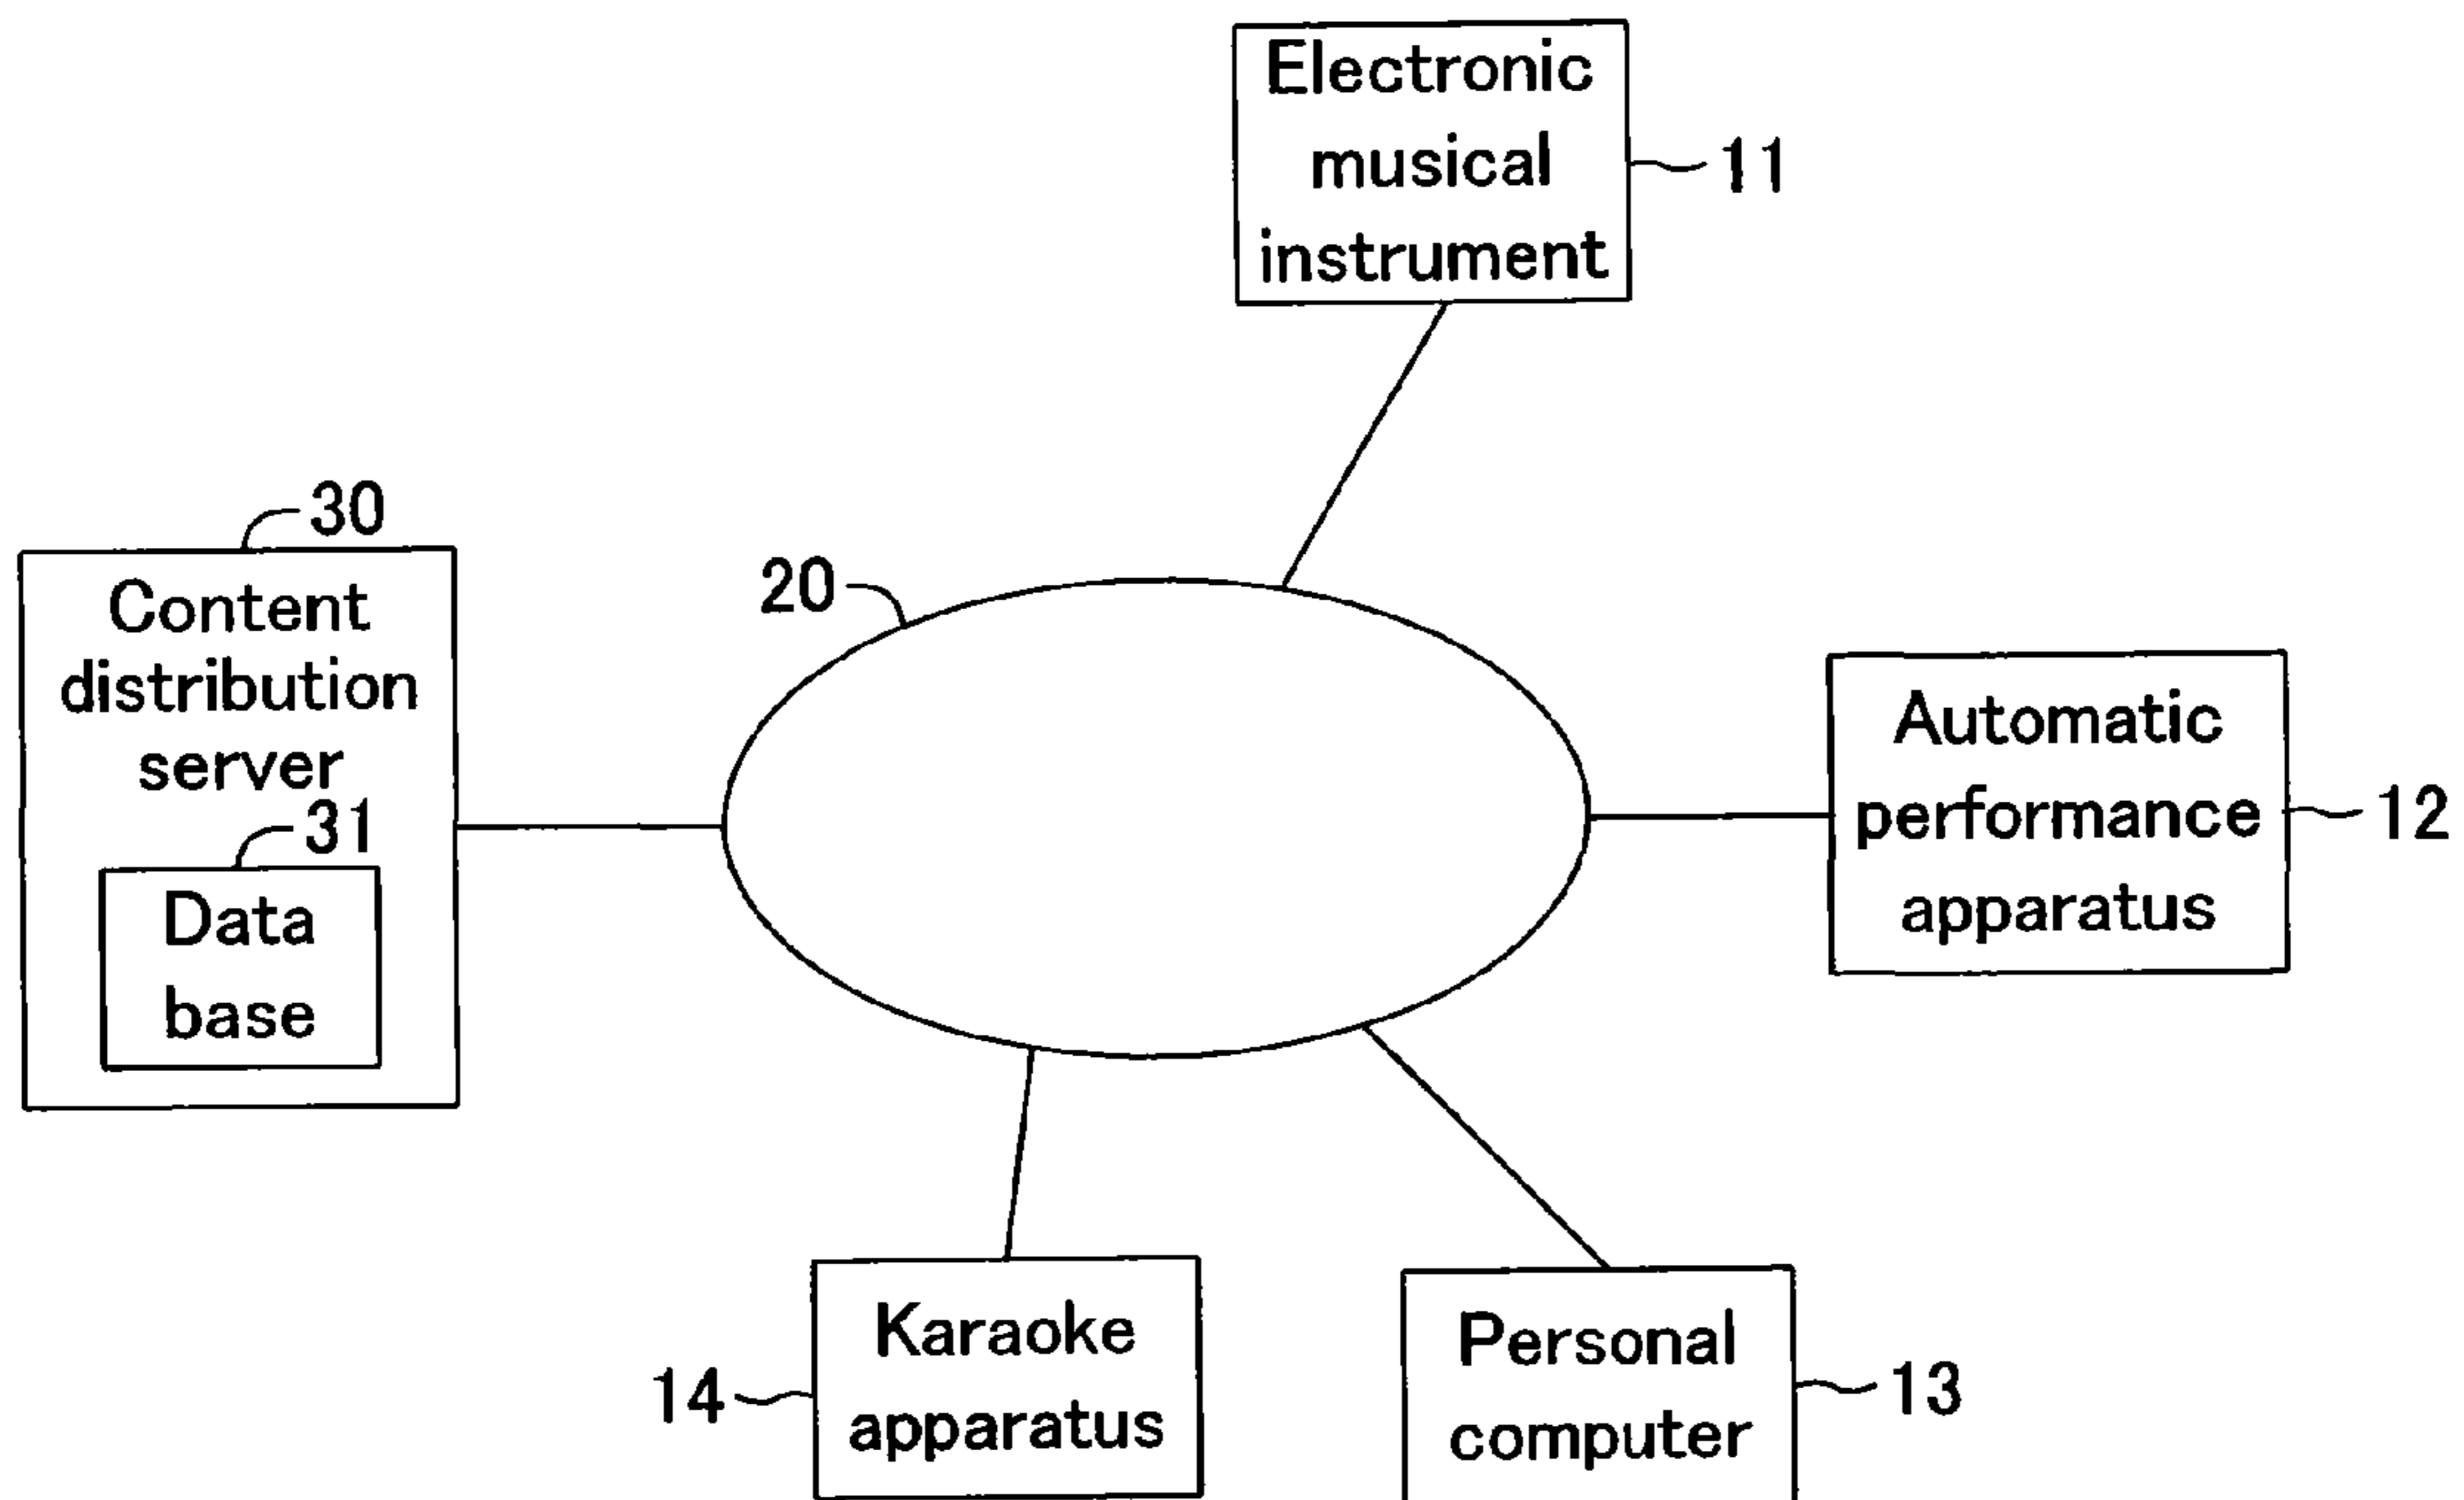 Electronic
musical
instrument
11
30
Content
distribution
server
31
Data
base
20
Automatic
performance
apparatus
12
Karaoke
apparatus
14
Personal
computer
13